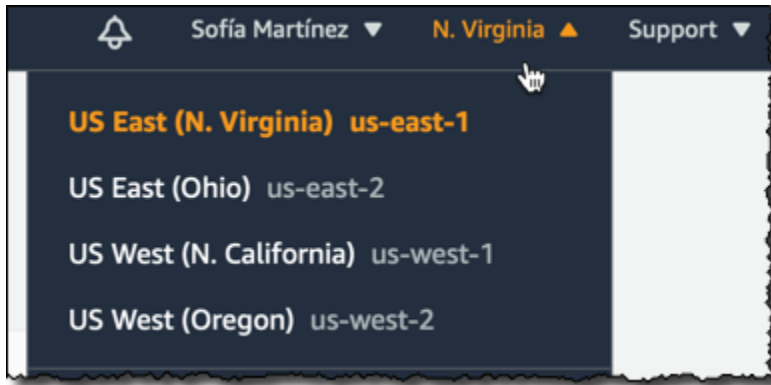 Sofía Martínez ▼ N. Virginia ▲ Support ▼
US East (N. Virginia) us-east-1
US East (Ohio) us-east-2
US West (N. California) us-west-1
US West (Oregon) us-west-2